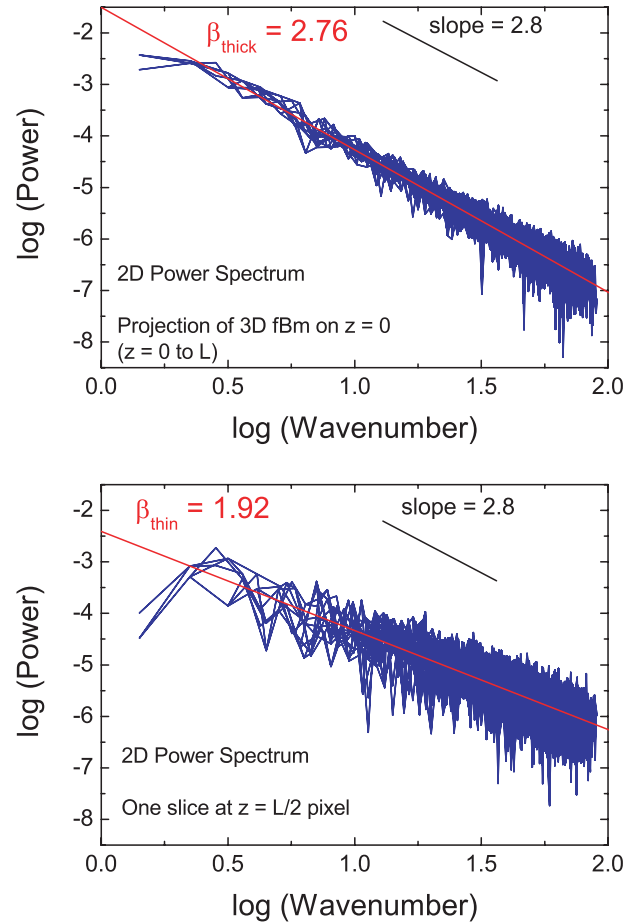 β_thick = 2.76
slope = 2.8
-2
-3
-4
-5
-6
-7
-8
log (Power)
2D Power Spectrum
Projection of 3D fBm on z = 0
(z = 0 to L)
0.0 0.5 1.0 1.5 2.0
log (Wavenumber)
β_thin = 1.92
slope = 2.8
-2
-3
-4
-5
-6
-7
-8
log (Power)
2D Power Spectrum
One slice at z = L/2 pixel
0.0 0.5 1.0 1.5 2.0
log (Wavenumber)